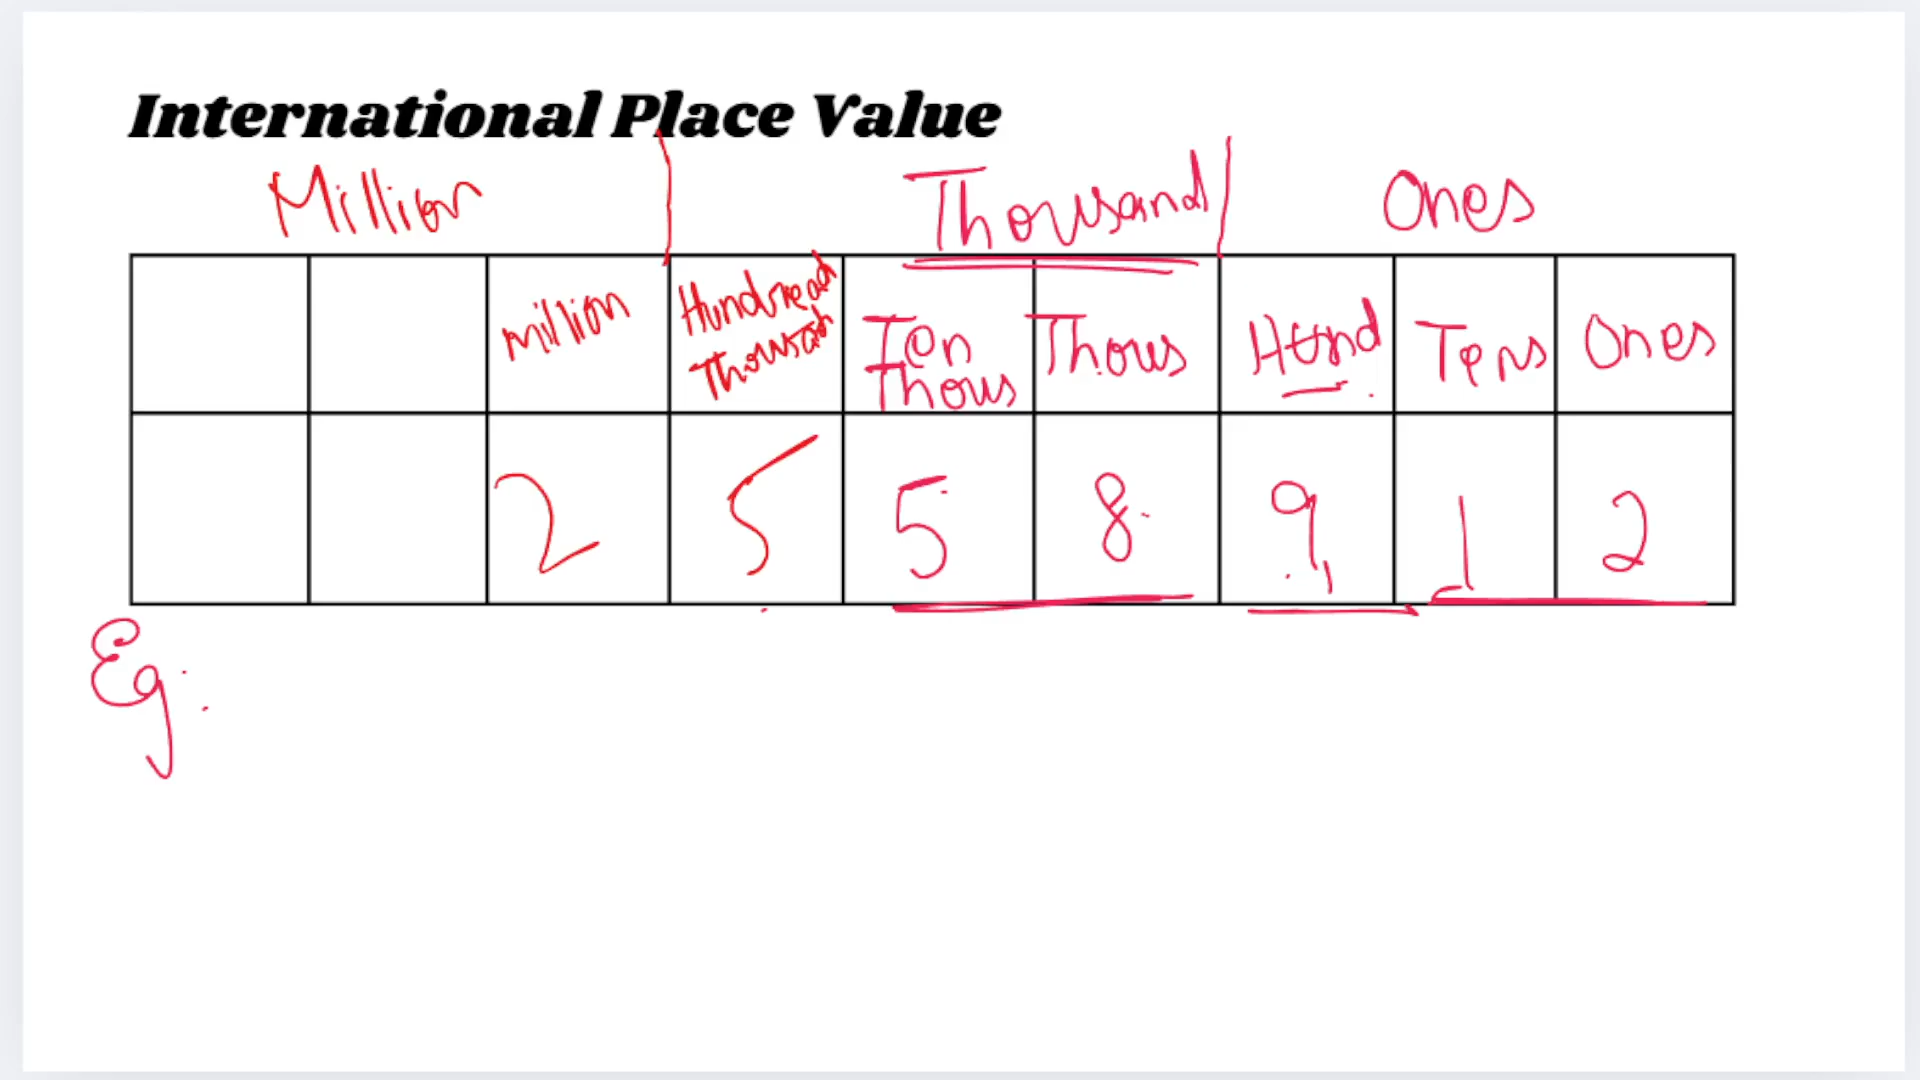 International Place Value
Million Thousand Ones
million Hundread Thousan Ten Thous Thous Hund Tens Ones
2 5 5 8 9 1 2
Eg: